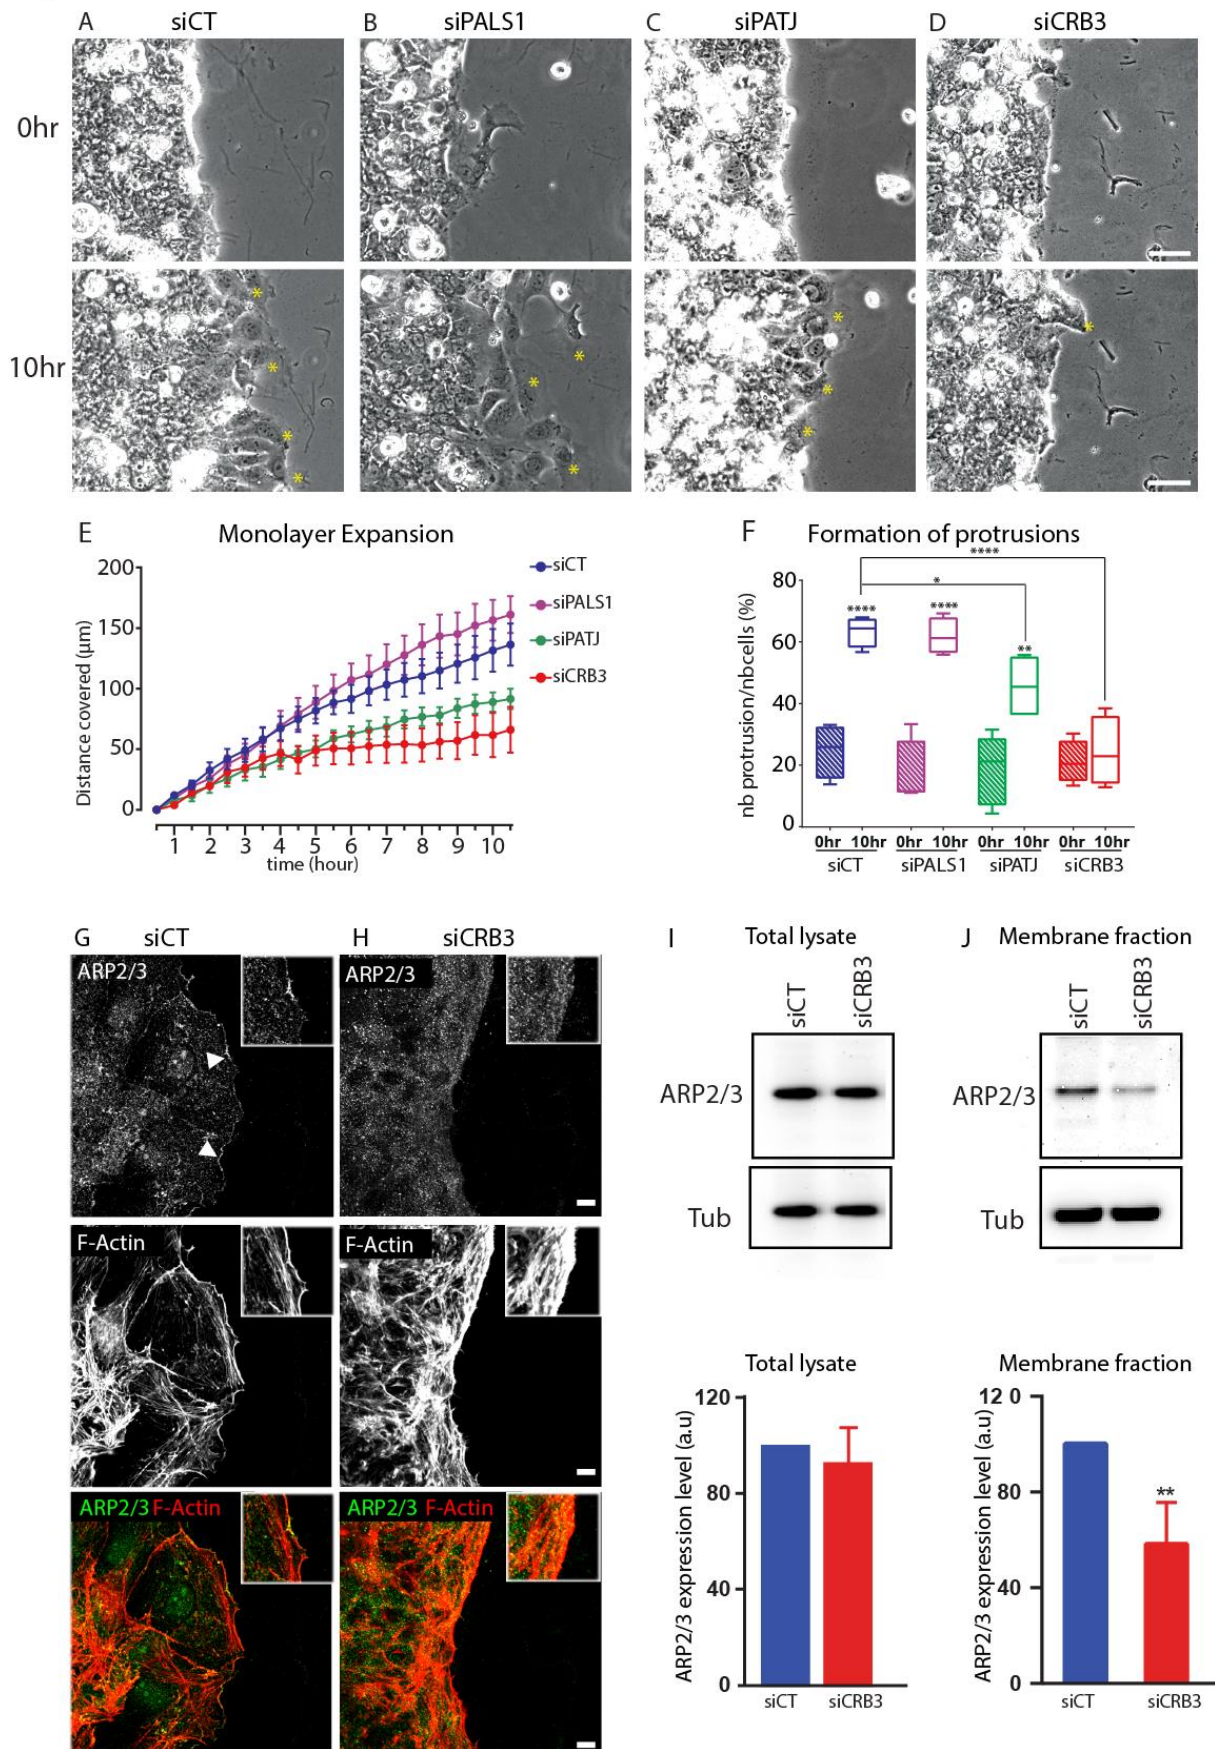 A siCT B siPALS1 C siPATJ D siCRB3
0hr
* * * * * * * * * * *
10hr
E Monolayer Expansion
200
150
100
50
0
Distance covered (µm)
1 2 3 4 5 6 7 8 9 10
time (hour)
siCT
siPALS1
siPATJ
siCRB3
F Formation of protrusions
****
*
**** **** **
80
60
40
20
0
nb protrusion/nbcells (%)
0hr 10hr 0hr 10hr 0hr 10hr 0hr 10hr
siCT siPALS1 siPATJ siCRB3
G siCT H siCRB3
ARP2/3 ARP2/3
F-Actin F-Actin
ARP2/3 F-Actin ARP2/3 F-Actin
I Total lysate J Membrane fraction
siCT siCRB3 siCT siCRB3
ARP2/3 ARP2/3
Tub Tub
Total lysate
120
80
40
0
ARP2/3 expression level (a.u)
siCT siCRB3
Membrane fraction
12 0
80
40
0
ARP2/3 expression level (a.u)
**
siCT siCRB3